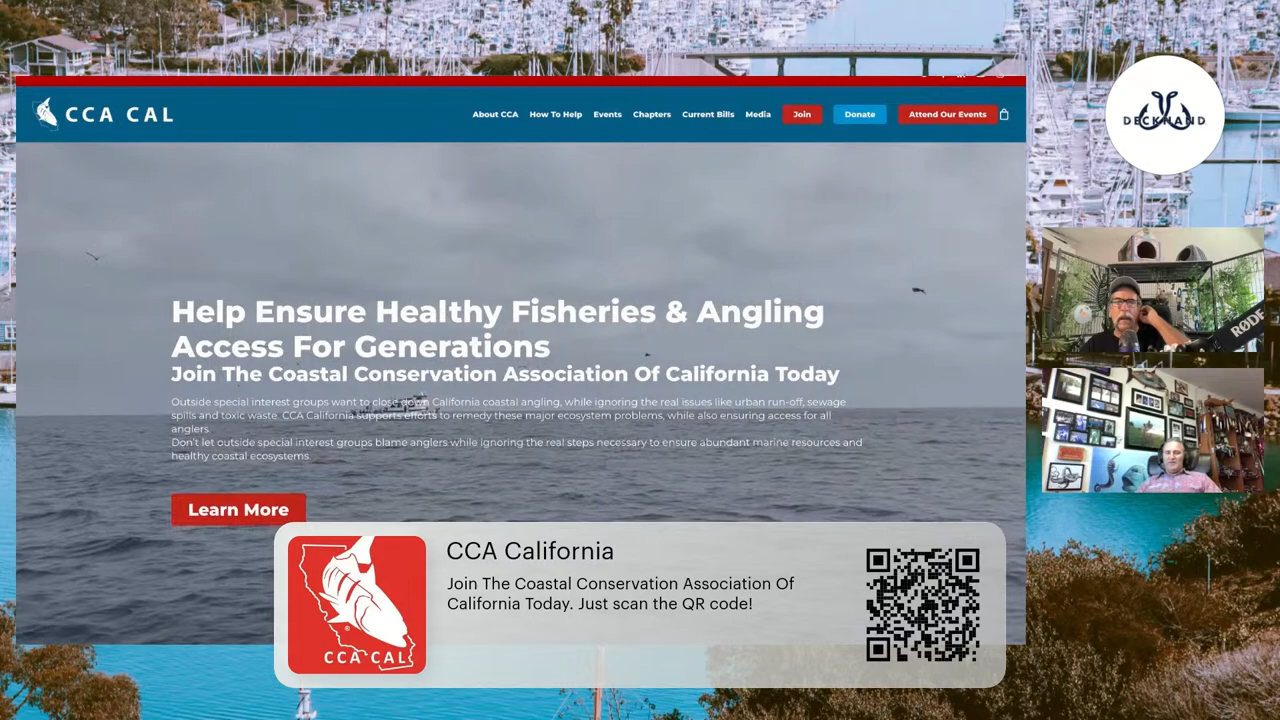 CCA CAL
About CCA How To Help Events Chapters Current Bills Media Join Donate Attend Our Events
DECKHAND
Help Ensure Healthy Fisheries & Angling
Access For Generations
Join The Coastal Conservation Association Of California Today
Outside special interest groups want to close down California coastal angling, while ignoring the real issues like urban run-off, sewage
spills and toxic waste. CCA California supports efforts to remedy these major ecosystem problems, while also ensuring access for all
anglers.
Don't let outside special interest groups blame anglers while ignoring the real steps necessary to ensure abundant marine resources and
healthy coastal ecosystems.
Learn More
RØDE
CCA California
Join The Coastal Conservation Association Of
California Today. Just scan the QR code!
CCA CAL